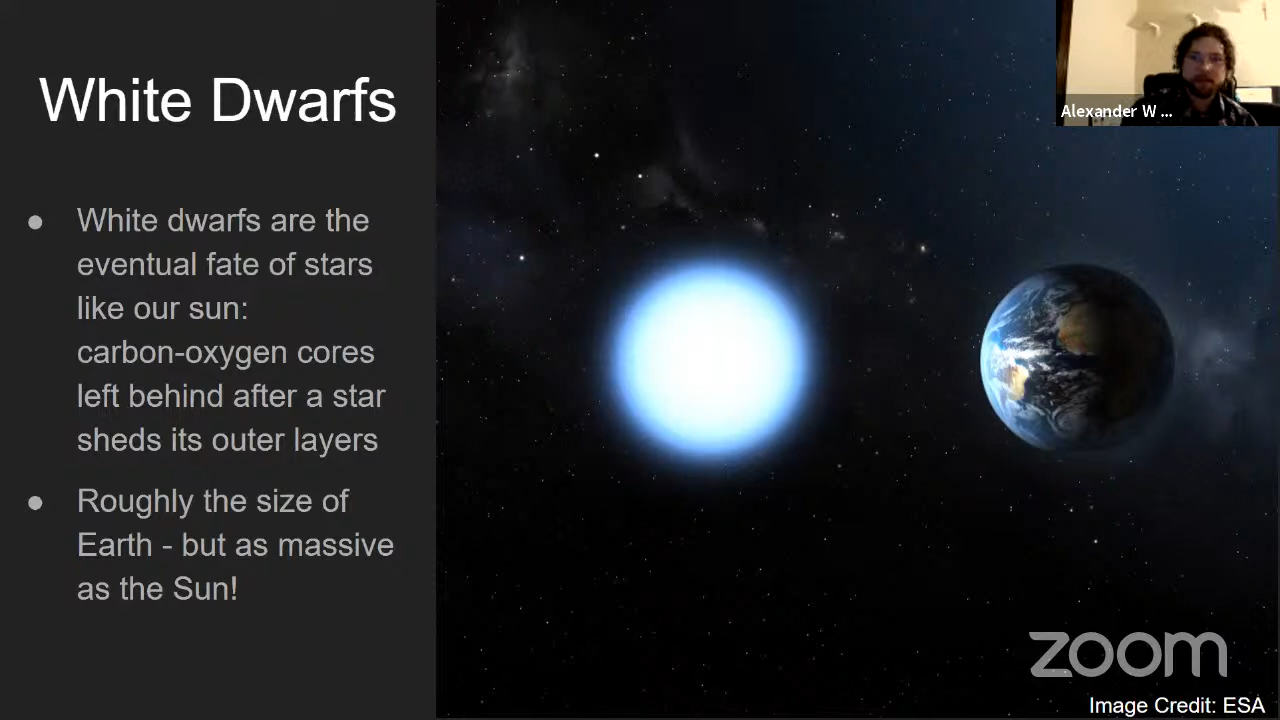 White Dwarfs
● White dwarfs are the
eventual fate of stars
like our sun:
carbon-oxygen cores
left behind after a star
sheds its outer layers
● Roughly the size of
Earth - but as massive
as the Sun!
Alexander W ...
zoom
Image Credit: ESA